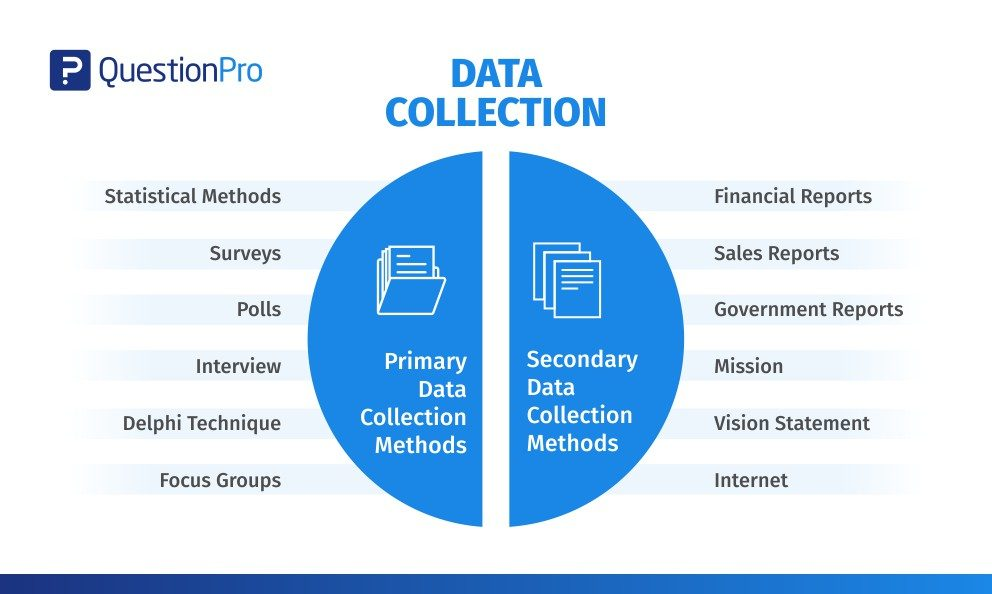 QuestionPro
DATA
COLLECTION
Statistical Methods
Surveys
Polls
Interview
Delphi Technique
Focus Groups
Primary
Data
Collection
Methods
Secondary
Data
Collection
Methods
Financial Reports
Sales Reports
Government Reports
Mission
Vision Statement
Internet